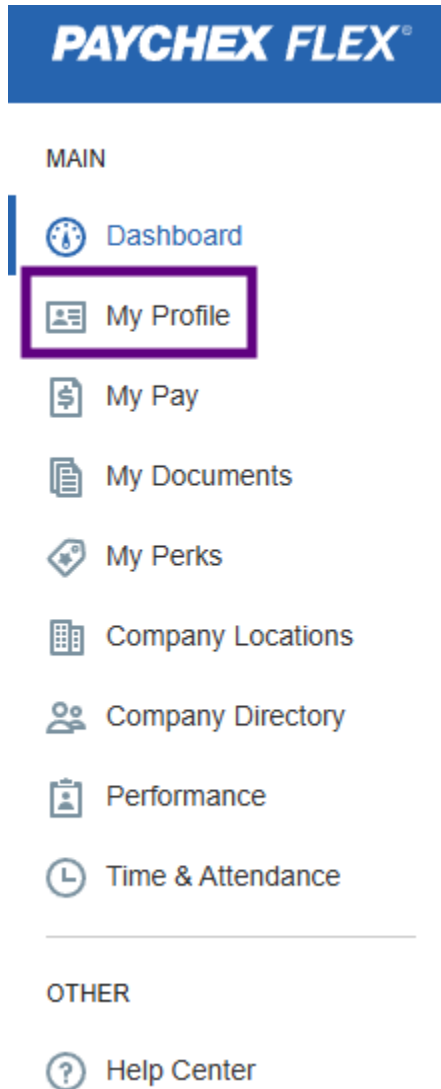 PAYCHEX FLEX®
MAIN
Dashboard
My Profile
My Pay
My Documents
My Perks
Company Locations
Company Directory
Performance
Time & Attendance
OTHER
Help Center